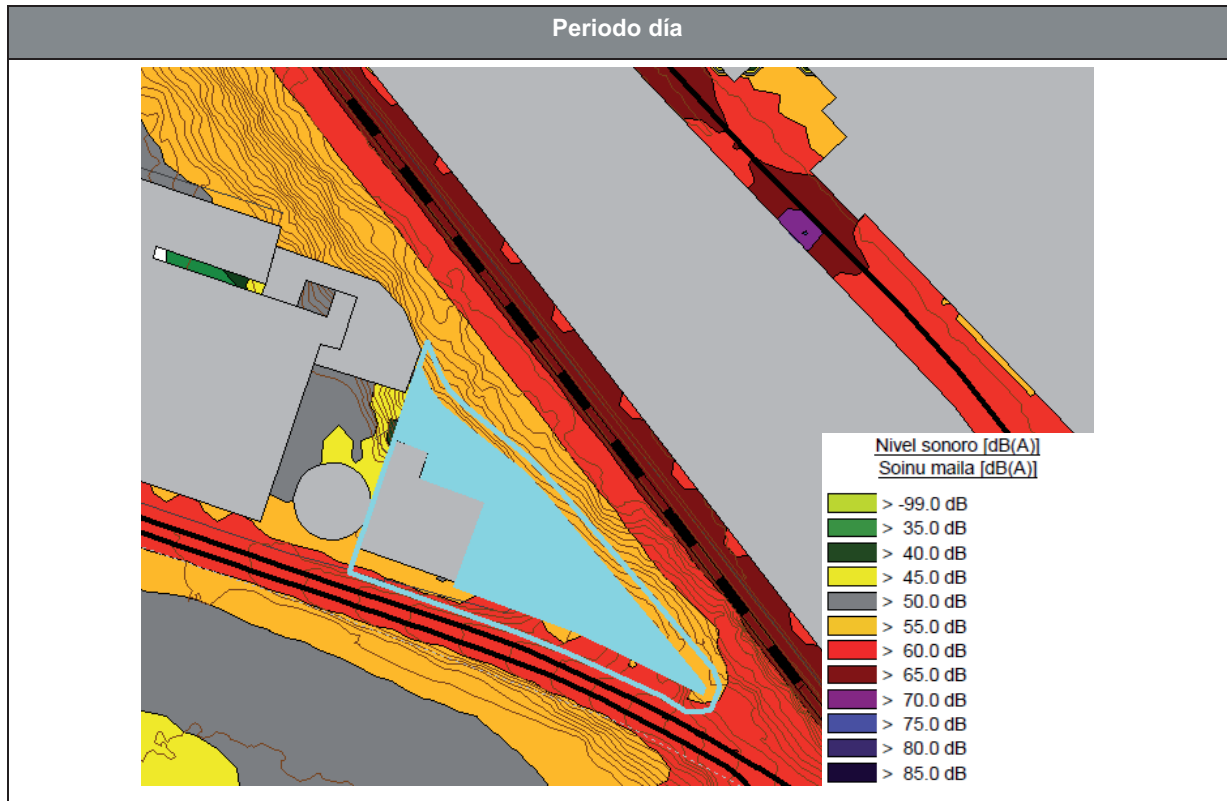 Periodo día
Nivel sonoro [dB(A)]
Soinu maila [dB(A)]
> -99.0 dB
> 35.0 dB
> 40.0 dB
> 45.0 dB
> 50.0 dB
> 55.0 dB
> 60.0 dB
> 65.0 dB
> 70.0 dB
> 75.0 dB
> 80.0 dB
> 85.0 dB